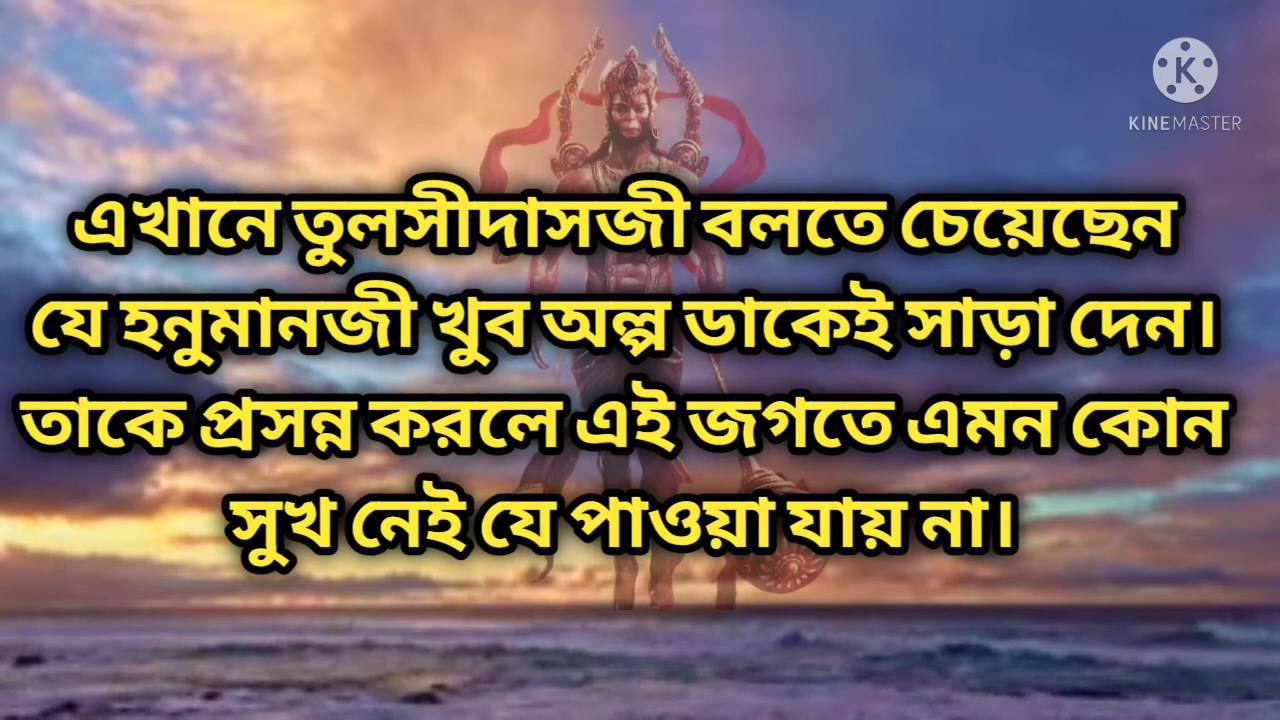 KINEMASTER
এখানে তুলসীদাসজী বলতে চেয়েছেন
যে হনুমানজী খুব অল্প ডাকেই সাড়া দেন।
তাকে প্রসন্ন করলে এই জগতে এমন কোন
সুখ নেই যে পাওয়া যায় না।